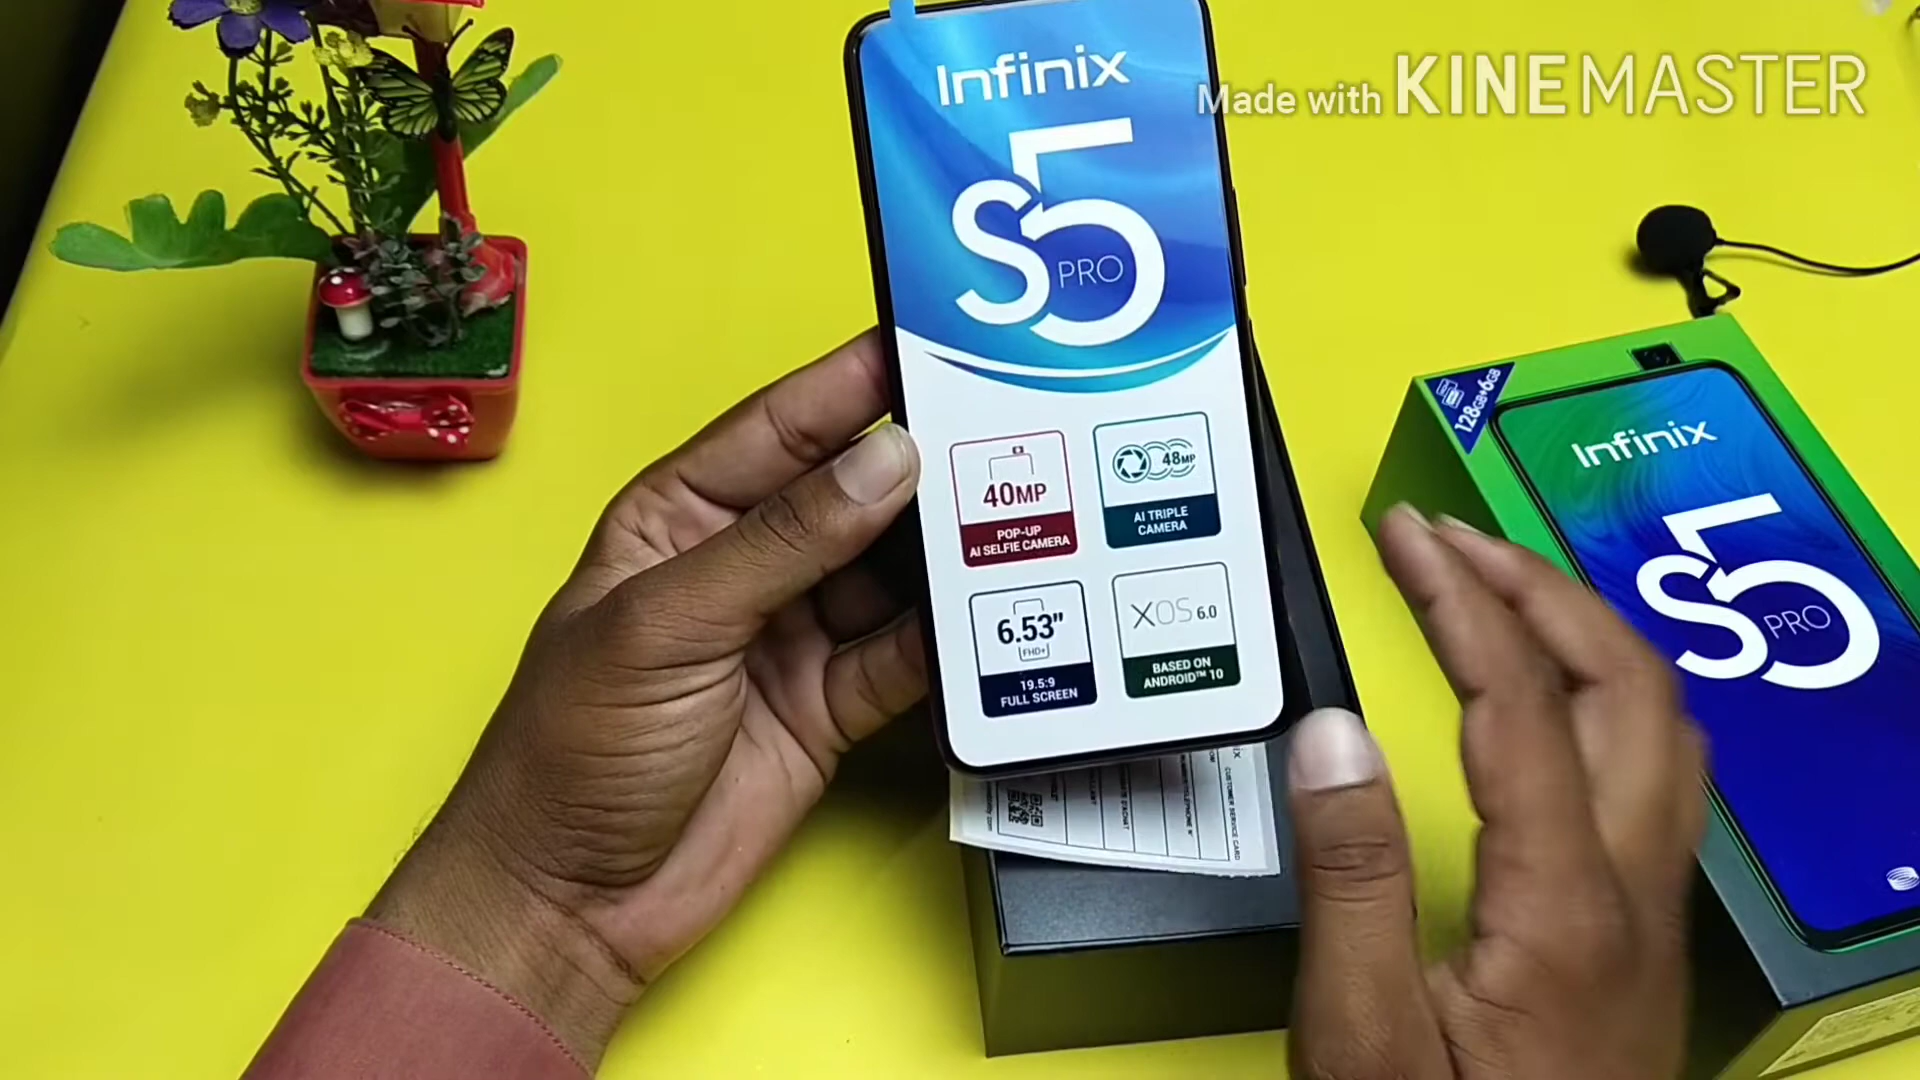 Infinix
S5
PRO
Made with KINEMASTER
40MP
POP-UP
AI SELFIE CAMERA
48MP
AI TRIPLE
CAMERA
6.53"
FHD+
19.5:9
FULL SCREEN
XOS 6.0
BASED ON
ANDROID™ 10
128GB+6GB
Infinix
S5
PRO
CUSTOMER SERVICE CARD